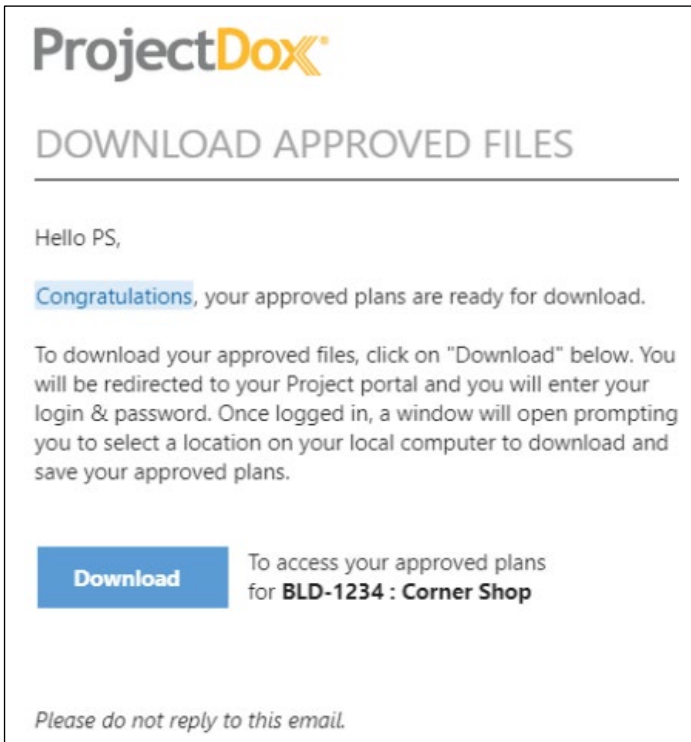 ProjectDox®
DOWNLOAD APPROVED FILES
Hello PS,
Congratulations, your approved plans are ready for download.
To download your approved files, click on "Download" below. You
will be redirected to your Project portal and you will enter your
login & password. Once logged in, a window will open prompting
you to select a location on your local computer to download and
save your approved plans.
Download
To access your approved plans
for BLD-1234 : Corner Shop
Please do not reply to this email.